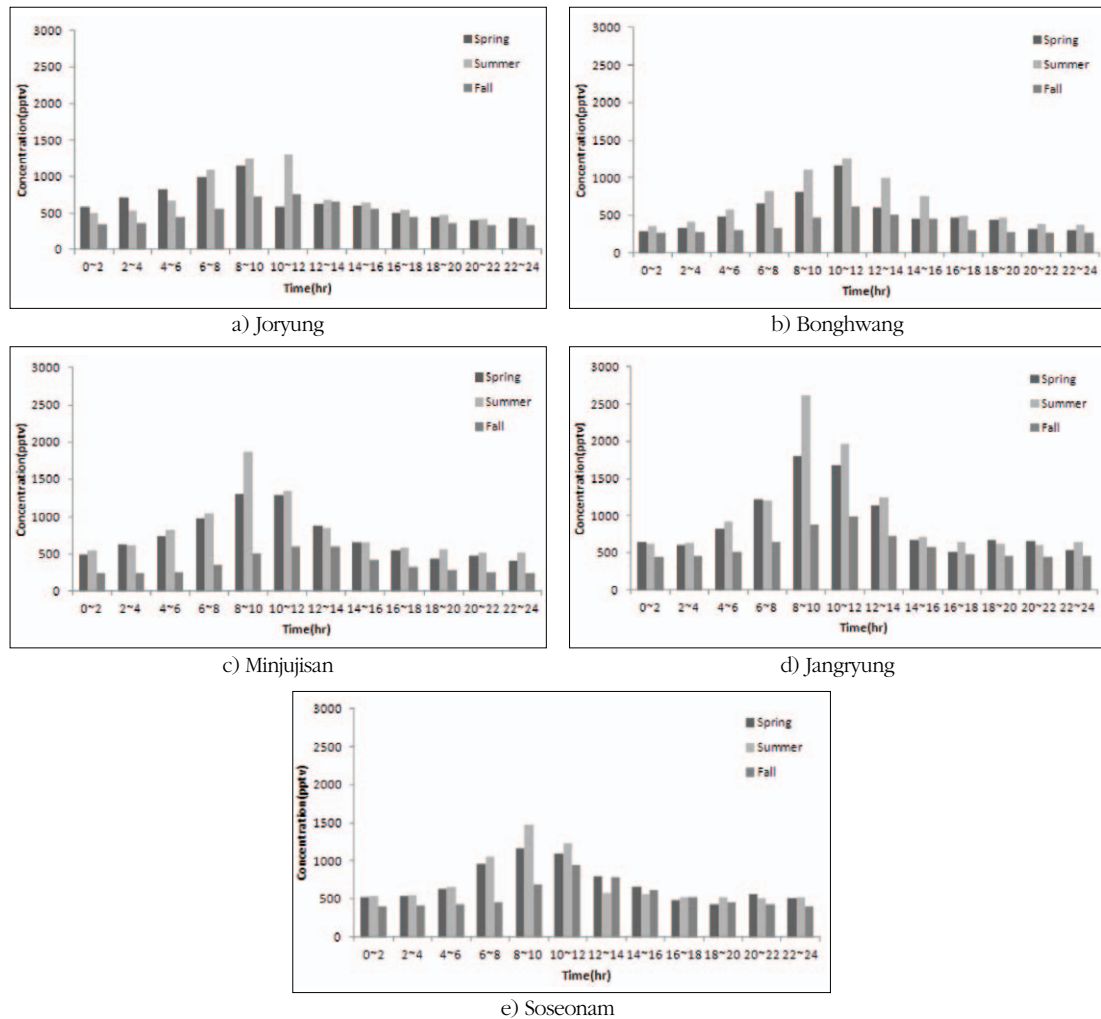 3000
2500
2000
1500
1000
500
0
Concentration(pptv)
Spring
Summer
Fall
0~2 2~4 4~6 6~8 8~10 10~12 12~14 14~16 16~18 18~20 20~22 22~24
Time(hr)
a) Joryung
3000
2500
2000
1500
1000
500
0
Concentration(pptv)
Spring
Summer
Fall
0~2 2~4 4~6 6~8 8~10 10~12 12~14 14~16 16~18 18~20 20~22 22~24
Time(hr)
b) Bonghwang
3000
2500
2000
1500
1000
500
0
Concentration(pptv)
Spring
Summer
Fall
0~2 2~4 4~6 6~8 8~10 10~12 12~14 14~16 16~18 18~20 20~22 22~24
Time(hr)
c) Minjujisan
3000
2500
2000
1500
1000
500
0
Concentration(pptv)
Spring
Summer
Fall
0~2 2~4 4~6 6~8 8~10 10~12 12~14 14~16 16~18 18~20 20~22 22~24
Time(hr)
d) Jangryung
3000
2500
2000
1500
1000
500
0
Concentration(pptv)
Spring
Summer
Fall
0~2 2~4 4~6 6~8 8~10 10~12 12~14 14~16 16~18 18~20 20~22 22~24
Time(hr)
e) Soseonam